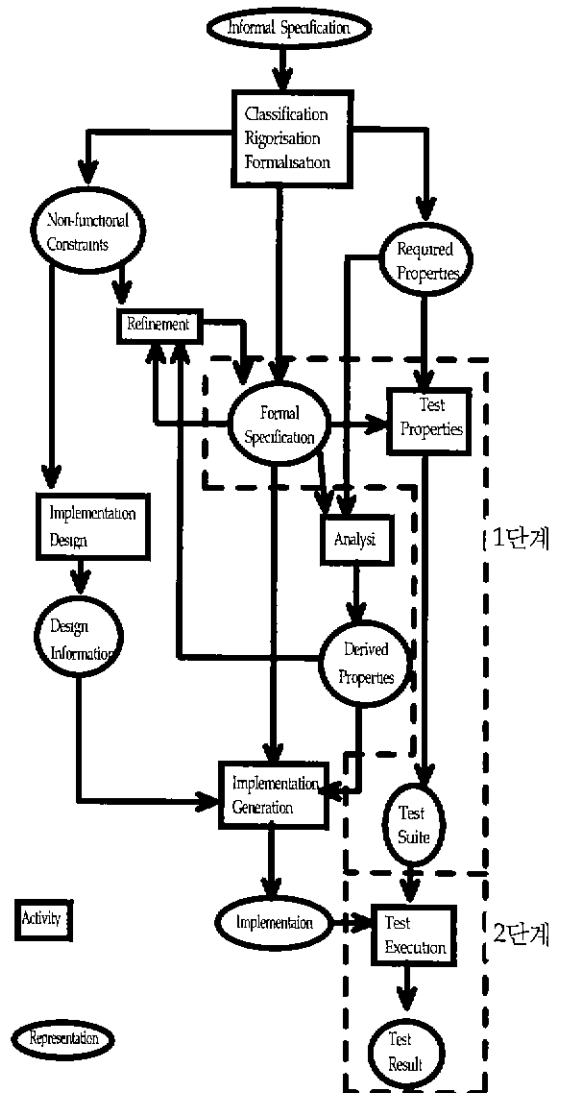 Informal Specification
Classification
Rigorisation
Formalisation
Non-functional
Constraints
Required
Properties
Refinement
Formal
Specification
Test
Properties
Implementation
Design
Analysi
1단계
Design
Information
Derived
Properties
Implementation
Generation
Test
Suite
Activity
Implementaion
Test
Execution
2단계
Representation
Test
Result